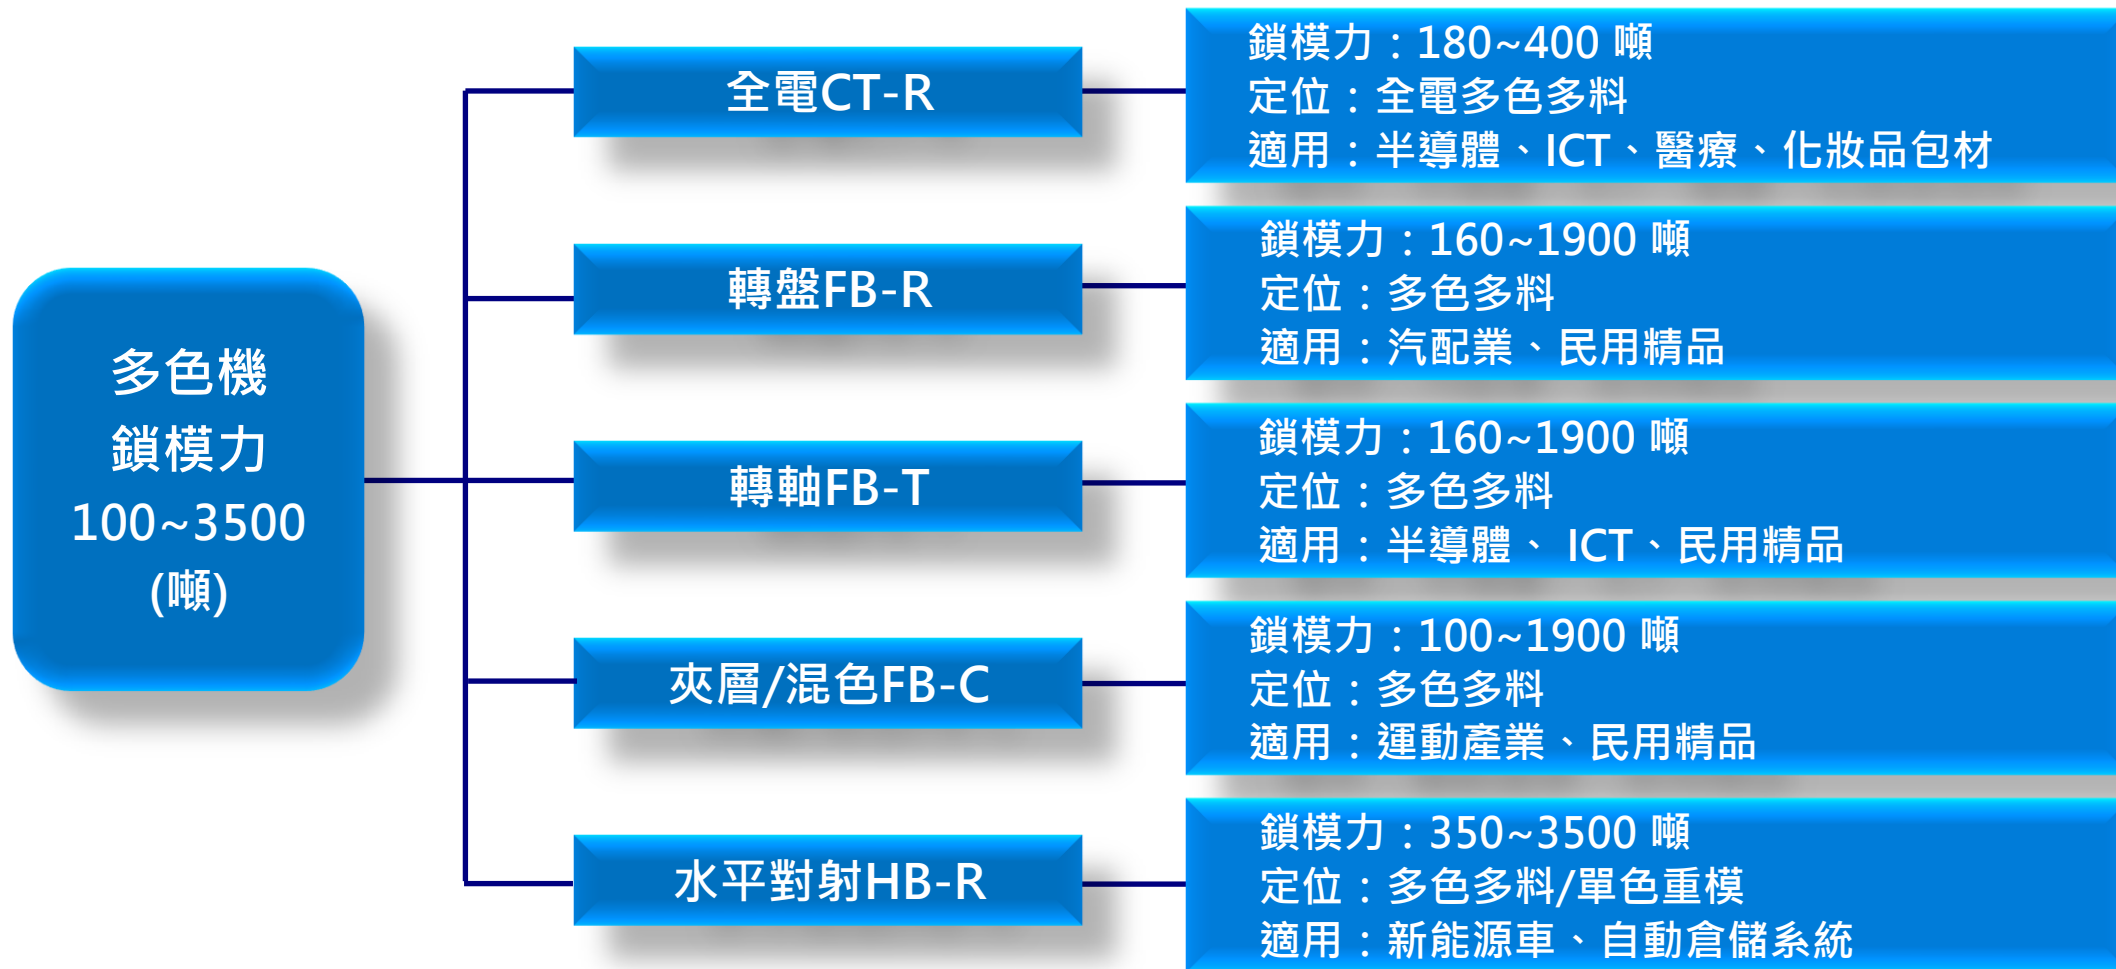 多色機
鎖模力
100~3500
(噸)
全電CT-R
鎖模力：180~400 噸
定位：全電多色多料
適用：半導體、ICT、醫療、化妝品包材
轉盤FB-R
鎖模力：160~1900 噸
定位：多色多料
適用：汽配業、民用精品
轉軸FB-T
鎖模力：160~1900 噸
定位：多色多料
適用：半導體、 ICT、民用精品
夾層/混色FB-C
鎖模力：100~1900 噸
定位：多色多料
適用：運動產業、民用精品
水平對射HB-R
鎖模力：350~3500 噸
定位：多色多料/單色重模
適用：新能源車、自動倉儲系統